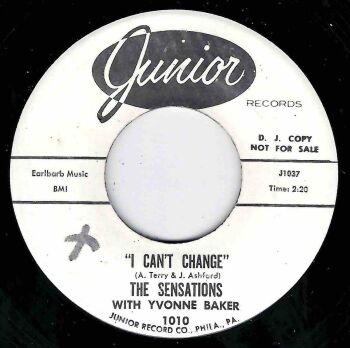 Junior
RECORDS
D. J. COPY
NOT FOR SALE
Earlbarb Music
BMI
J1037
Time: 2:20
"I CAN'T CHANGE"
(A. Terry & J. Ashford)
THE SENSATIONS
WITH YVONNE BAKER
1010
JUNIOR RECORD CO., PHILA., PA.